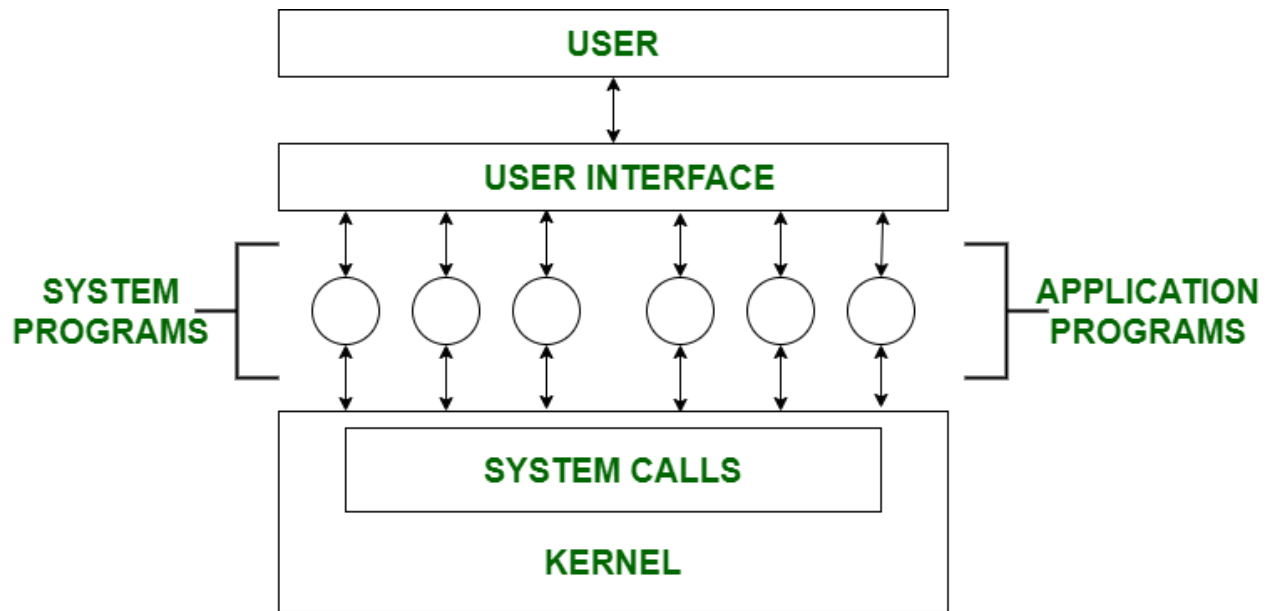 USER
USER INTERFACE
SYSTEM
PROGRAMS
APPLICATION
PROGRAMS
SYSTEM CALLS
KERNEL